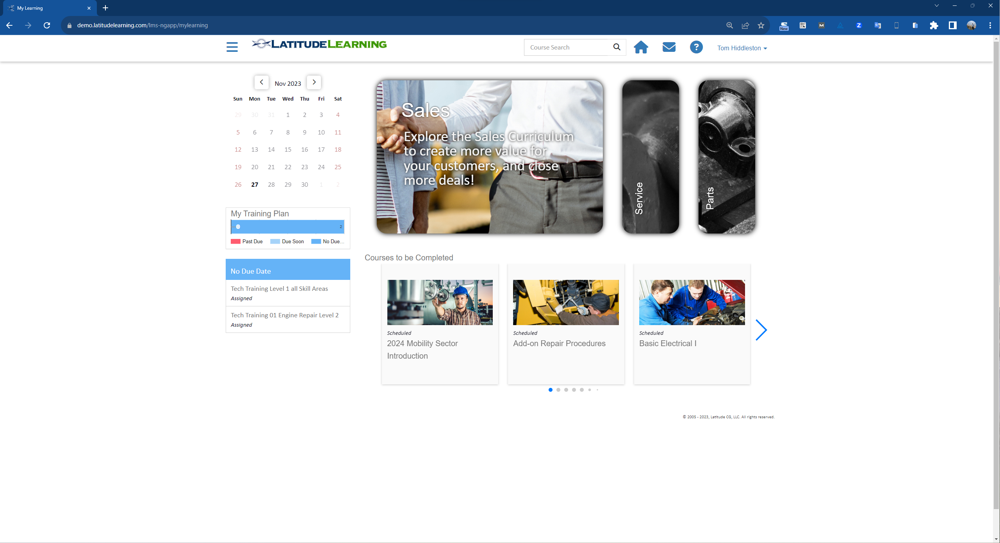 My Learning
demo.latitudelearning.com/lms-ngapp/mylearning
New
LATITUDELEARNING
Course Search
Tom Hiddleston
Nov 2023
Sun Mon Tue Wed Thu Fri Sat
29 30 31 1 2 3 4
5 6 7 8 9 10 11
12 13 14 15 16 17 18
19 20 21 22 23 24 25
26 27 28 29 30 1 2
My Training Plan
0 2
Past Due Due Soon No Due...
No Due Date
Tech Training Level 1 all Skill Areas
Assigned
Tech Training 01 Engine Repair Level 2
Assigned
Sales
Explore the Sales Curriculum
to create more value for
your customers, and close
more deals!
Service
Parts
Courses to be Completed
Scheduled
2024 Mobility Sector
Introduction
Scheduled
Add-on Repair Procedures
Scheduled
Basic Electrical I
© 2005 - 2023, Latitude CG, LLC. All rights reserved.